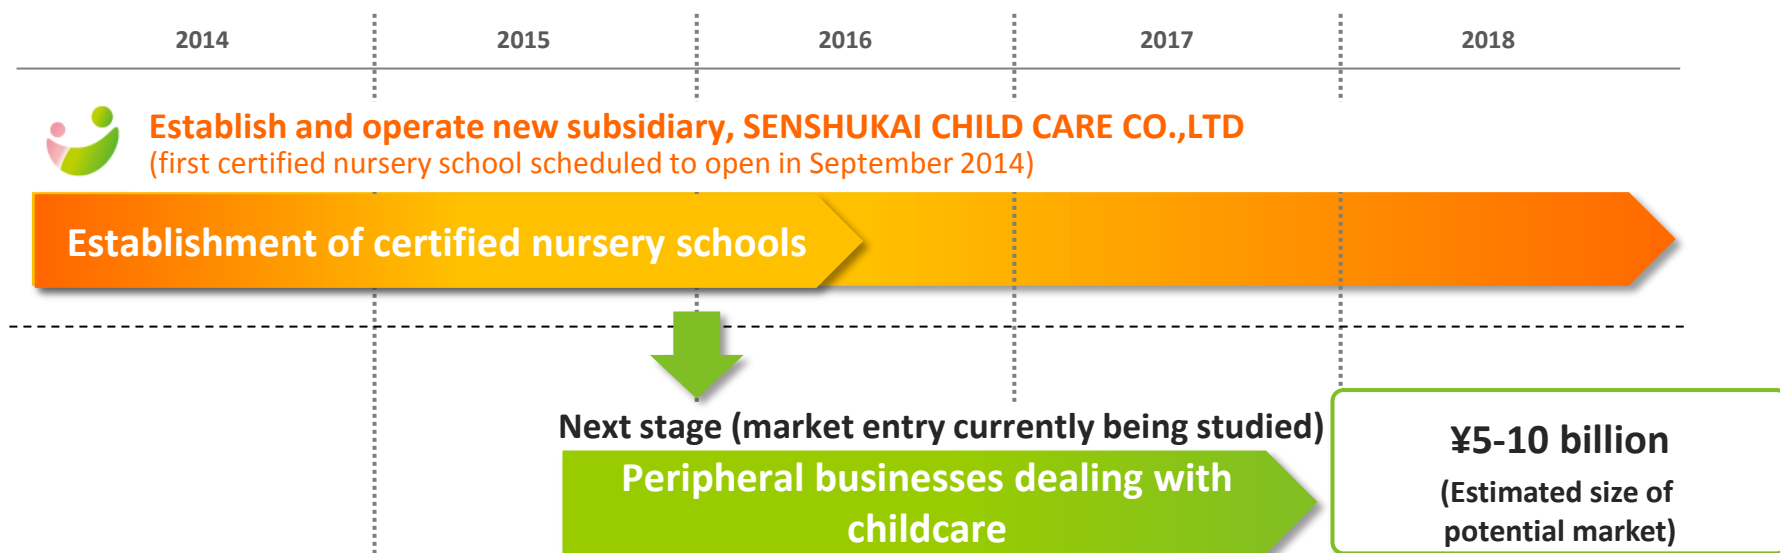 2014 2015 2016 2017 2018
Establish and operate new subsidiary, SENSHUKAI CHILD CARE CO.,LTD
(first certified nursery school scheduled to open in September 2014)
Establishment of certified nursery schools
Next stage (market entry currently being studied)
Peripheral businesses dealing with
childcare
¥5-10 billion
(Estimated size of
potential market)